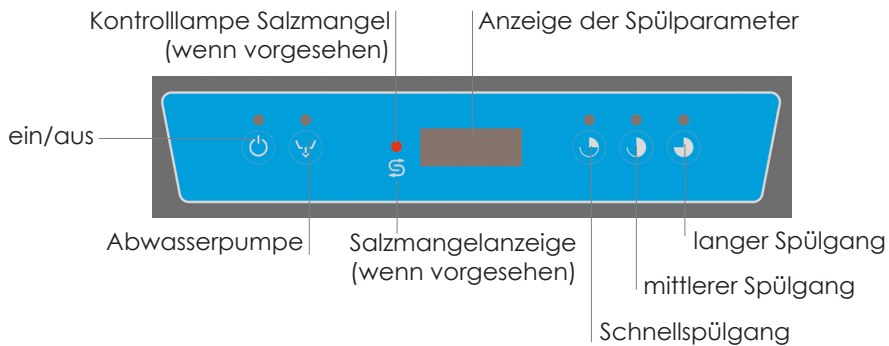 Kontrolllampe Salzmangel
(wenn vorgesehen)
Anzeige der Spülparameter
ein/aus
Abwasserpumpe
Salzmangelanzeige
(wenn vorgesehen)
langer Spülgang
mittlerer Spülgang
Schnellspülgang